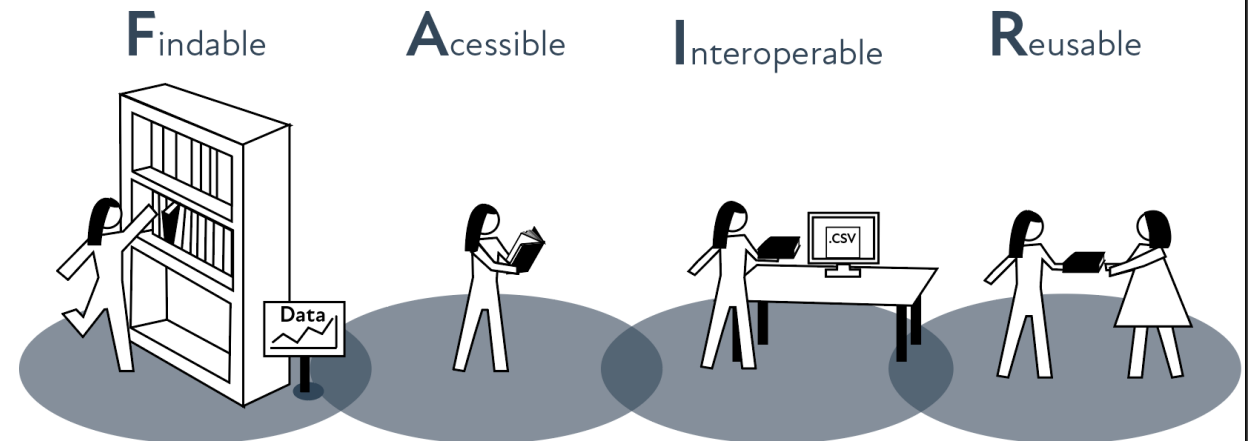 Findable
Acessible
Interoperable
Reusable
Data
.CSV